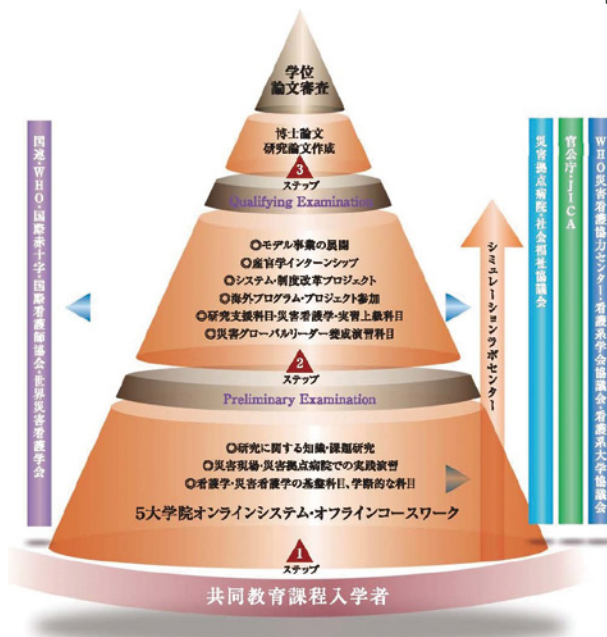 学位
論文審査
博士論文
研究論文作成
3
ステップ
Qualifying Examination
◎モデル事業の展開
◎産官学インターンシップ
◎システム・制度改革プロジェクト
◎海外プログラム・プロジェクト参加
◎研究支援科目・災害看護学・実習上級科目
◎災害グローバルリーダー養成演習科目
2
ステップ
Preliminary Examination
◎研究に関する知識・課題研究
◎災害現場・災害拠点病院での実践演習
◎看護学・災害看護学の基盤科目、学際的な科目
5大学院オンラインシステム・オフラインコースワーク
1
ステップ
共同教育課程入学者
国連・WHO・国際赤十字・国際看護師協会・世界災害看護学会
シミュレーションラボセンター
災害拠点病院・社会福祉協議会
官公庁・JICA
WHO災害看護協力センター・看護系学会協議会・看護系大学協議会